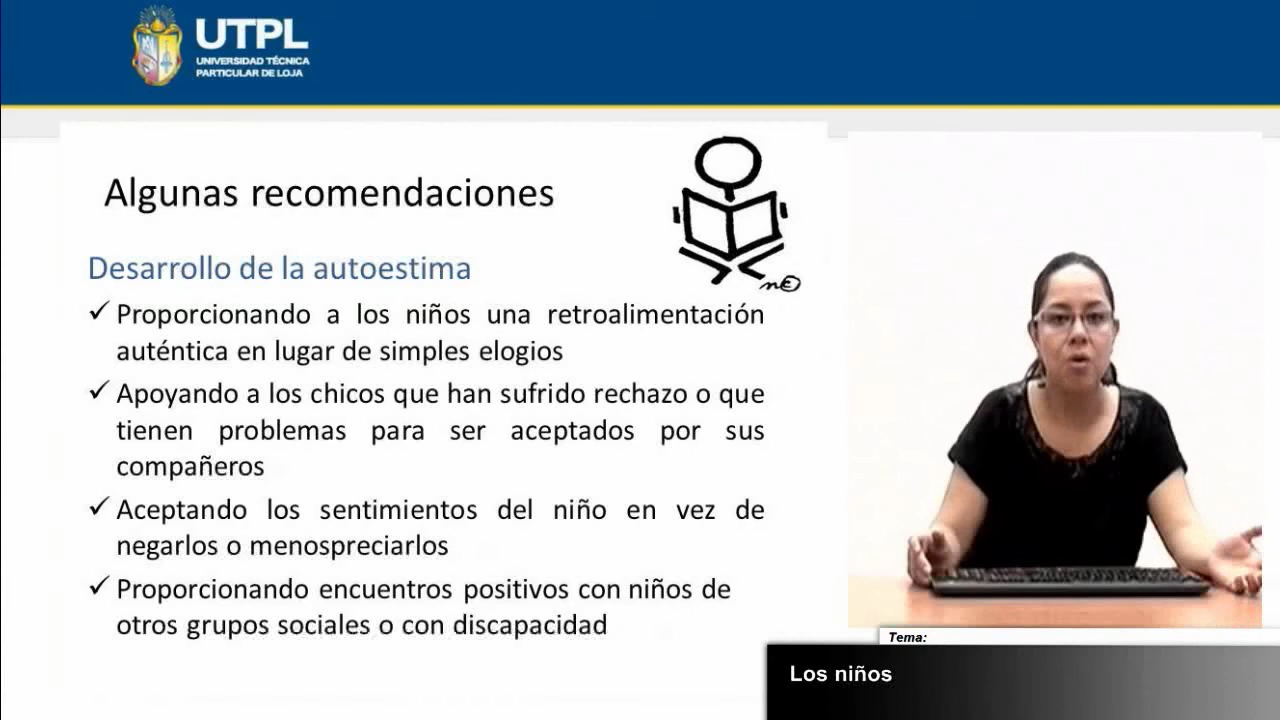 UTPL
UNIVERSIDAD TÉCNICA
PARTICULAR DE LOJA
Algunas recomendaciones
Desarrollo de la autoestima
✓ Proporcionando a los niños una retroalimentación
auténtica en lugar de simples elogios
✓ Apoyando a los chicos que han sufrido rechazo o que
tienen problemas para ser aceptados por sus
compañeros
✓ Aceptando los sentimientos del niño en vez de
negarlos o menospreciarlos
✓ Proporcionando encuentros positivos con niños de
otros grupos sociales o con discapacidad
Tema:
Los niños